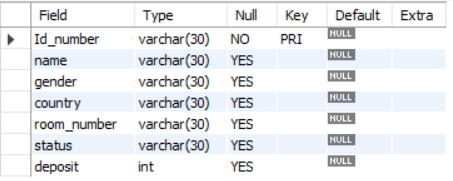 Field Type Null Key Default Extra
Id_number varchar(30) NO PRI NULL
name varchar(30) YES NULL
gender varchar(30) YES NULL
country varchar(30) YES NULL
room_number varchar(30) YES NULL
status varchar(30) YES NULL
deposit int YES NULL